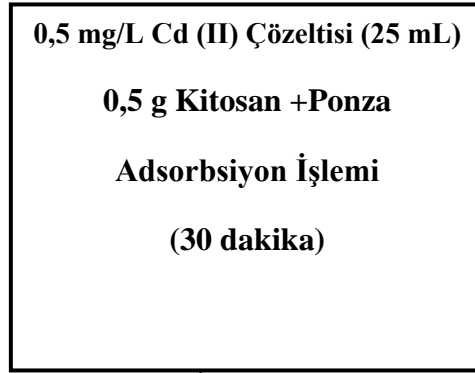 0,5 mg/L Cd (II) Çözeltisi (25 mL)
0,5 g Kitosan +Ponza
Adsorbsiyon İşlemi
(30 dakika)